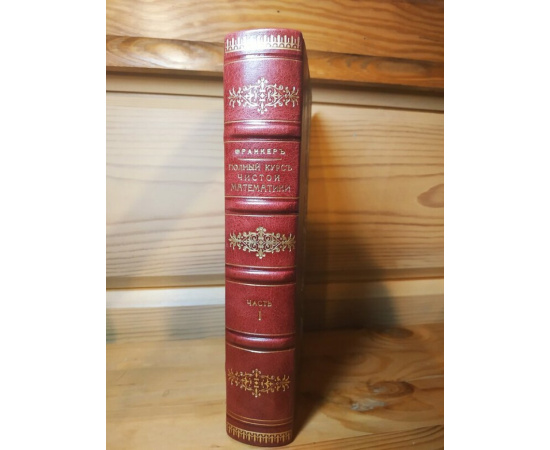 ФРАНКЕРЪ
ПОЛНЫЙ КУРСЪ
ЧИСТОЙ
МАТЕМАТИКИ
ЧАСТЬ
I